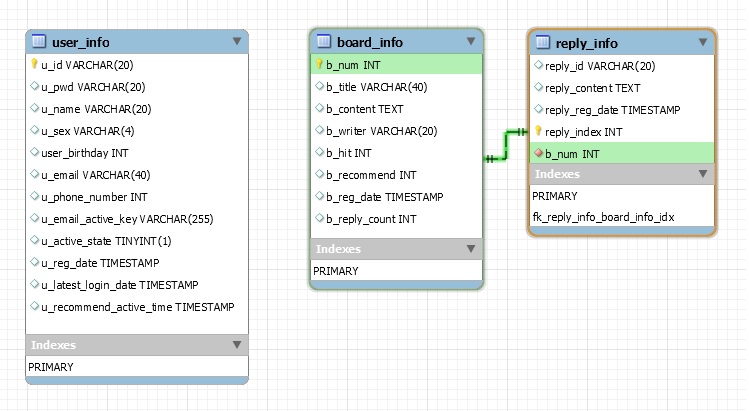 user_info
u_id VARCHAR(20)
u_pwd VARCHAR(20)
u_name VARCHAR(20)
u_sex VARCHAR(4)
user_birthday INT
u_email VARCHAR(40)
u_phone_number INT
u_email_active_key VARCHAR(255)
u_active_state TINYINT(1)
u_reg_date TIMESTAMP
u_latest_login_date TIMESTAMP
u_recommend_active_time TIMESTAMP
Indexes
PRIMARY
board_info
b_num INT
b_title VARCHAR(40)
b_content TEXT
b_writer VARCHAR(20)
b_hit INT
b_recommend INT
b_reg_date TIMESTAMP
b_reply_count INT
Indexes
PRIMARY
reply_info
reply_id VARCHAR(20)
reply_content TEXT
reply_reg_date TIMESTAMP
reply_index INT
b_num INT
Indexes
PRIMARY
fk_reply_info_board_info_idx